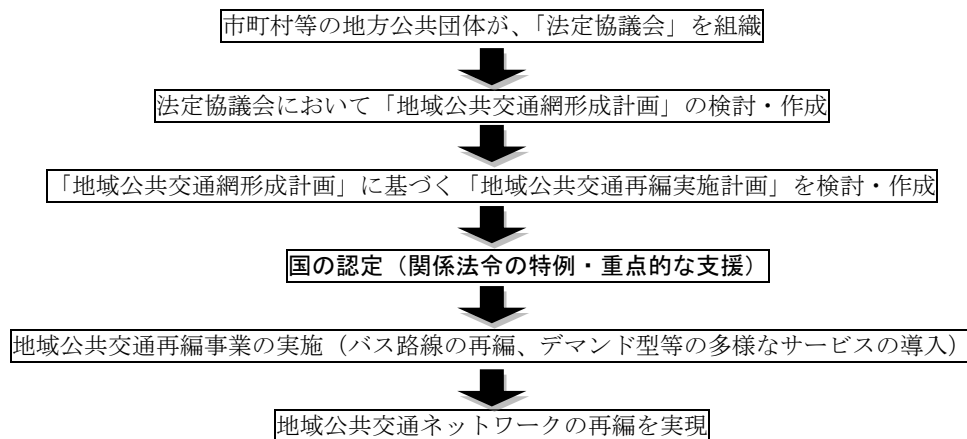 市町村等の地方公共団体が、「法定協議会」を組織
法定協議会において「地域公共交通網形成計画」の検討・作成
「地域公共交通網形成計画」に基づく「地域公共交通再編実施計画」を検討・作成
国の認定（関係法令の特例・重点的な支援）
地域公共交通再編事業の実施（バス路線の再編、デマンド型等の多様なサービスの導入）
地域公共交通ネットワークの再編を実現